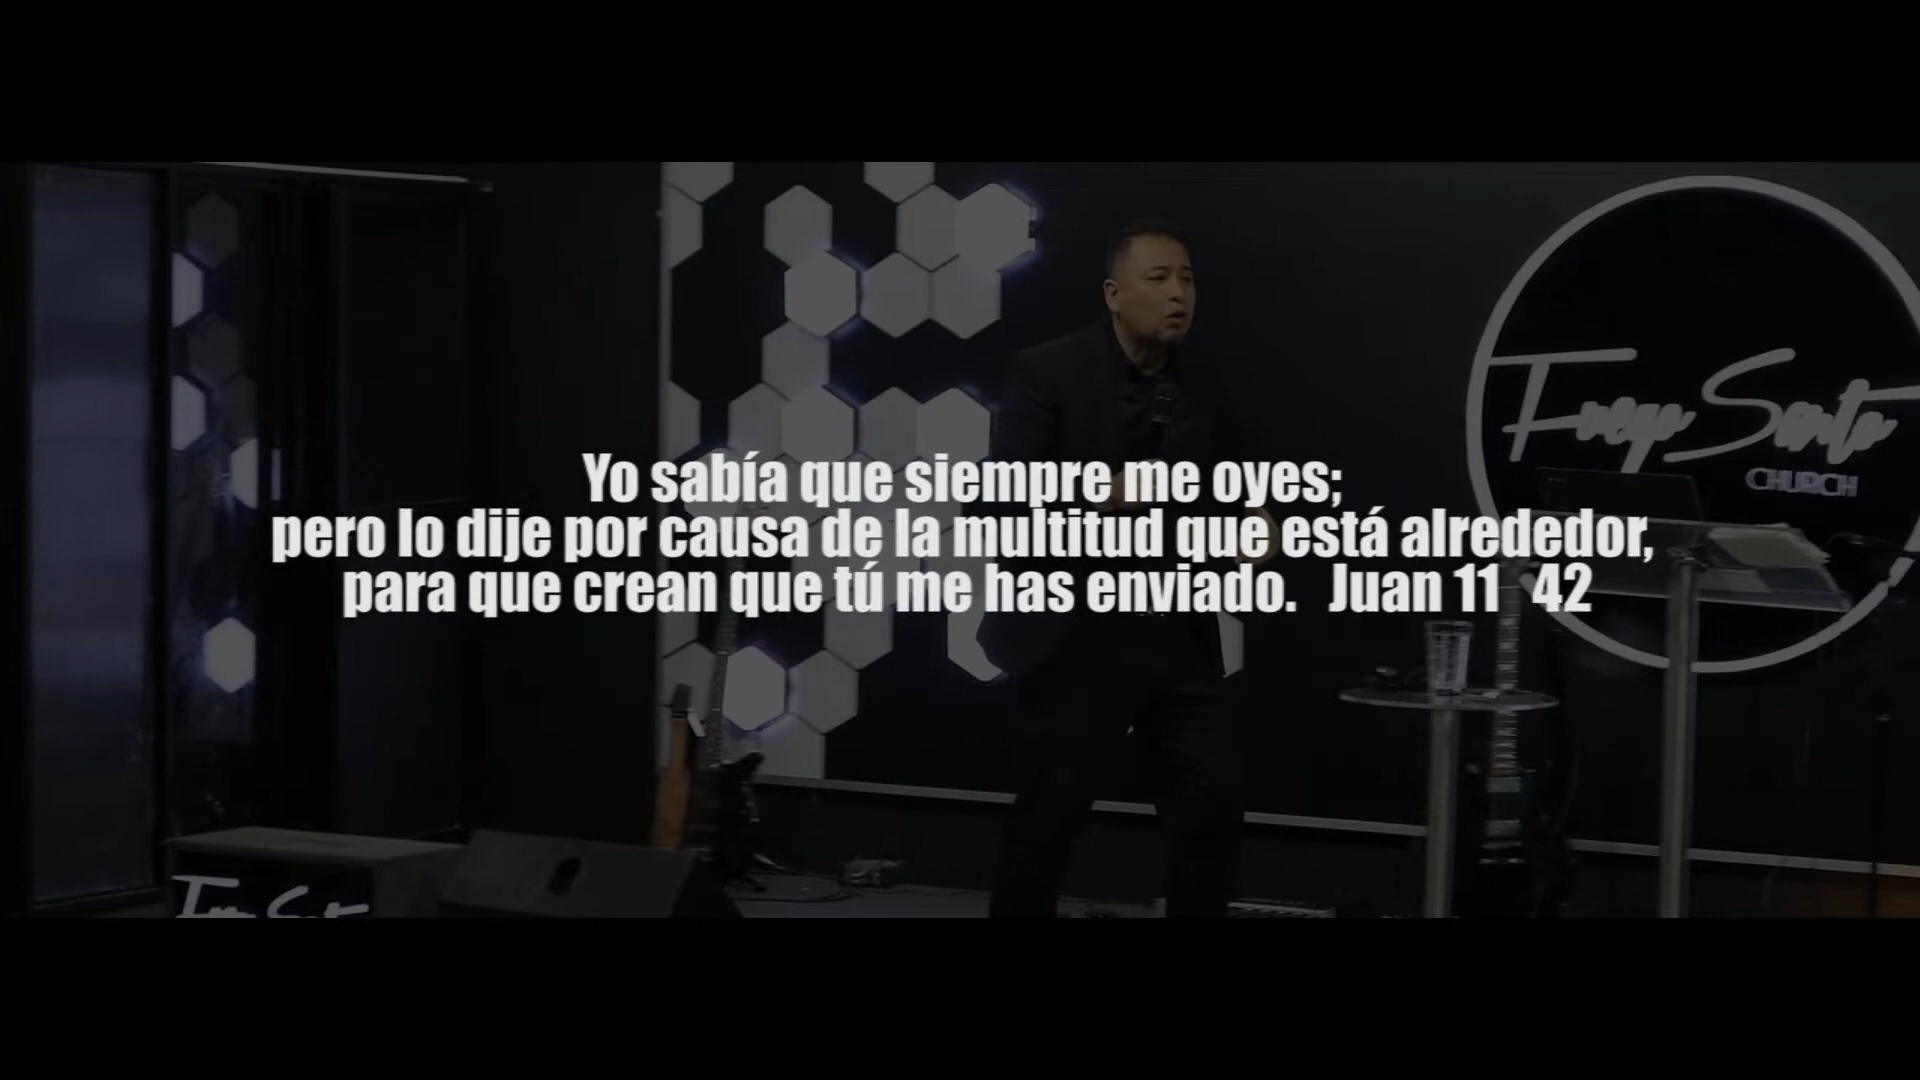 Fuego Santo
CHURCH
Yo sabía que siempre me oyes;
pero lo dije por causa de la multitud que está alrededor,
para que crean que tú me has enviado.   Juan 11   42